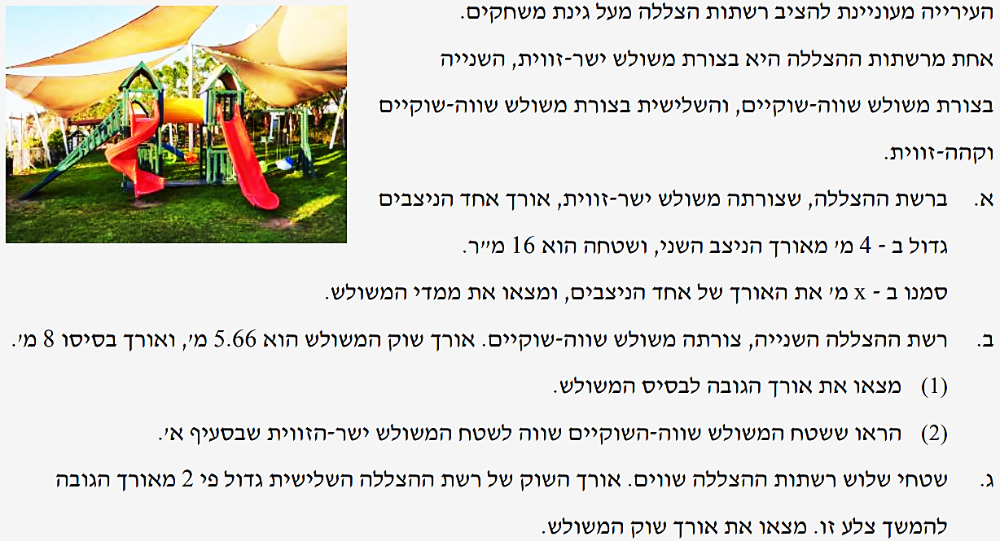 העירייה מעוניינת להציב רשתות הצללה מעל גינת משחקים.
אחת מרשתות ההצללה היא בצורת משולש ישר-זווית, השנייה
בצורת משולש שווה-שוקיים, והשלישית בצורת משולש שווה-שוקיים
וקהה-זווית.
א. ברשת ההצללה, שצורתה משולש ישר-זווית, אורך אחד הניצבים
גדול ב - 4 מ' מאורך הניצב השני, ושטחה הוא 16 מ"ר.
סמנו ב - x מ' את האורך של אחד הניצבים, ומצאו את ממדי המשולש.
ב. רשת ההצללה השנייה, צורתה משולש שווה-שוקיים. אורך שוק המשולש הוא 5.66 מ', ואורך בסיסו 8 מ'.
(1) מצאו את אורך הגובה לבסיס המשולש.
(2) הראו ששטח המשולש שווה-השוקיים שווה לשטח המשולש ישר-הזווית שבסעיף א'.
ג. שטחי שלוש רשתות ההצללה שווים. אורך השוק של רשת ההצללה השלישית גדול פי 2 מאורך הגובה
להמשך צלע זו. מצאו את אורך שוק המשולש.